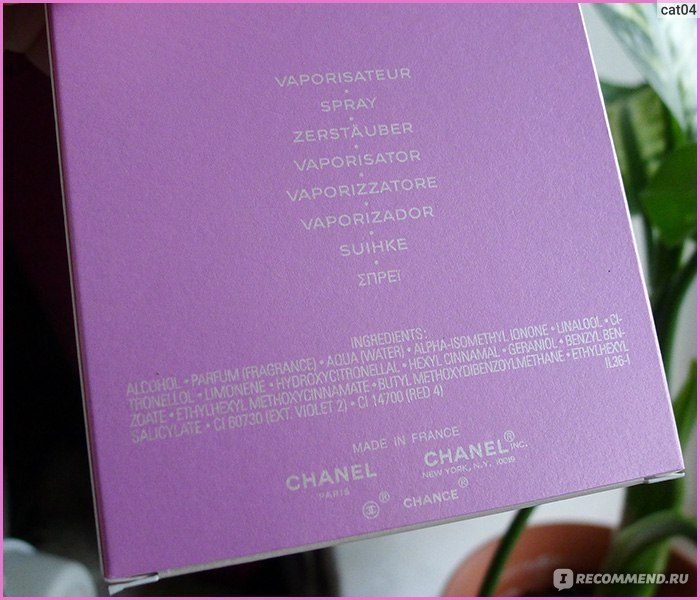 cat04
VAPORISATEUR
•
SPRAY
•
ZERSTÄUBER
•
VAPORISATOR
•
VAPORIZZATORE
•
VAPORIZADOR
•
SUIHKE
•
ΣΠΡΕΪ
INGREDIENTS:
ALCOHOL • PARFUM (FRAGRANCE) • AQUA (WATER) • ALPHA-ISOMETHYL IONONE • LINALOOL • CI-
TRONELLOL • LIMONENE • HYDROXYCITRONELLAL • HEXYL CINNAMAL • GERANIOL • BENZYL BEN-
ZOATE • ETHYLHEXYL METHOXYCINNAMATE • BUTYL METHOXYDIBENZOYLMETHANE • ETHYLHEXYL
SALICYLATE • CI 60730 (EXT. VIOLET 2) • CI 14700 (RED 4)
IL36-I
MADE IN FRANCE
CHANEL
PARIS
CHANEL® INC.
NEW YORK, N.Y. 10019
®
CHANCE®
IRECOMMEND.RU